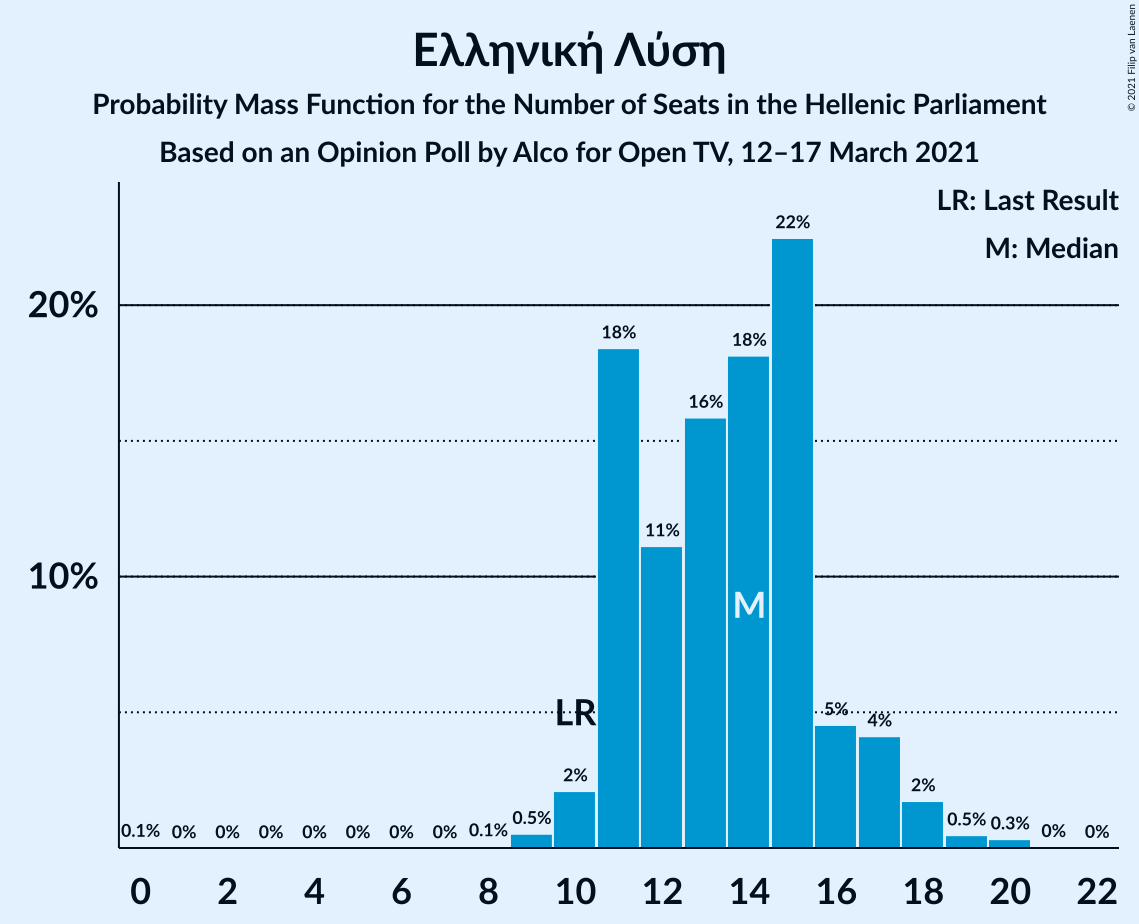 Ελληνική Λύση
Probability Mass Function for the Number of Seats in the Hellenic Parliament
Based on an Opinion Poll by Alco for Open TV, 12–17 March 2021
© 2021 Filip van Laenen
LR: Last Result
M: Median
20%
10%
0.1% 0% 0% 0% 0% 0% 0% 0% 0.1% 0.5% 2% 18% 11% 16% 18% 22% 5% 4% 2% 0.5% 0.3% 0% 0%
LR
M
0 2 4 6 8 10 12 14 16 18 20 22